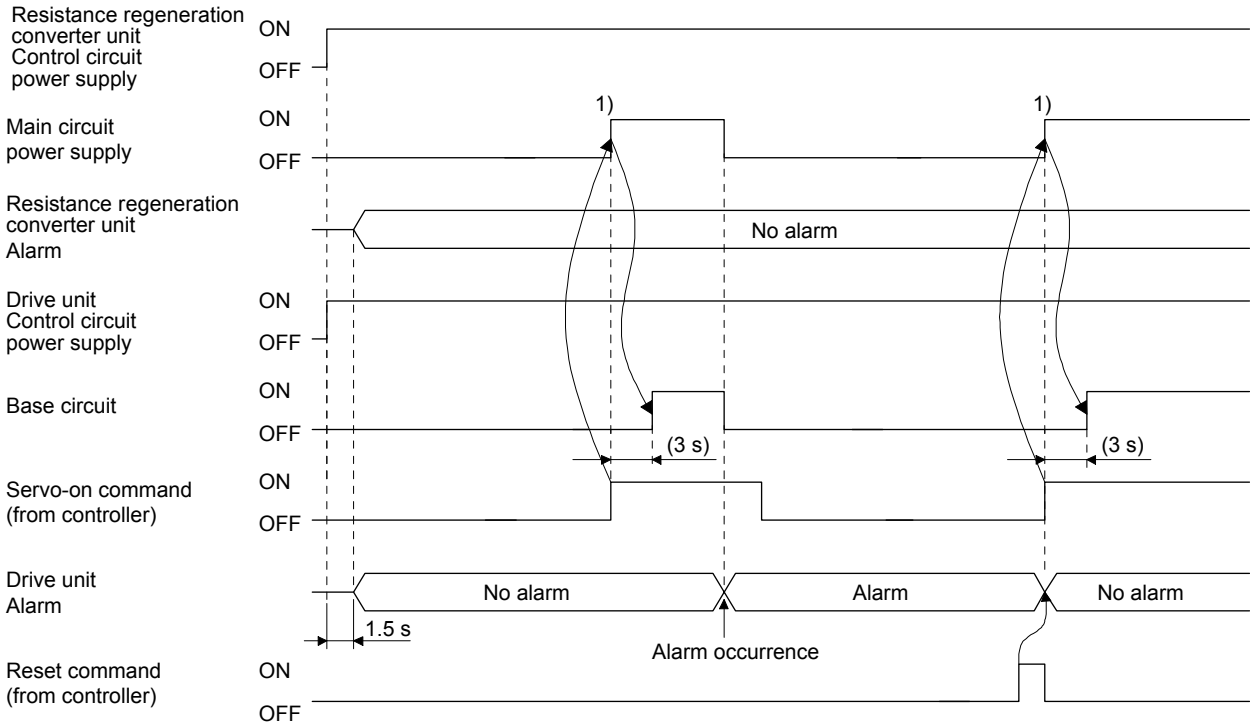 Resistance regeneration
converter unit
Control circuit
power supply
ON
OFF
Main circuit
power supply
ON
OFF
1)
1)
Resistance regeneration
converter unit
Alarm
No alarm
Drive unit
Control circuit
power supply
ON
OFF
Base circuit
ON
OFF
(3 s)
(3 s)
Servo-on command
(from controller)
ON
OFF
Drive unit
Alarm
No alarm
Alarm
No alarm
1.5 s
Alarm occurrence
Reset command
(from controller)
ON
OFF